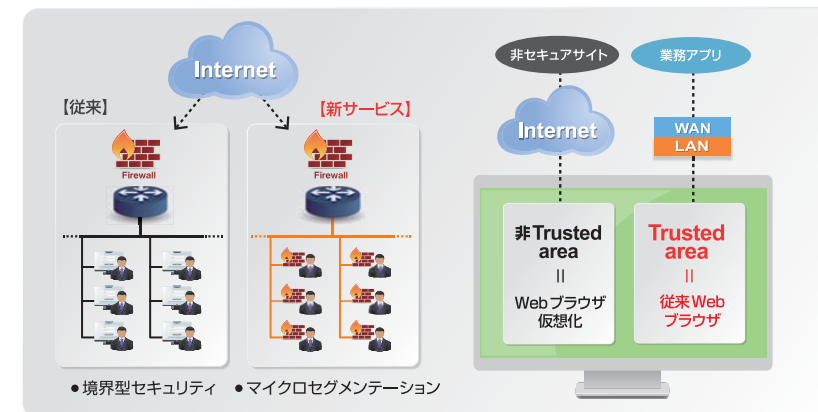 Internet
【従来】
【新サービス】
Firewall
Firewall
●境界型セキュリティ
●マイクロセグメンテーション
非セキュアサイト
業務アプリ
Internet
WAN
LAN
非Trusted
area
=
Webブラウザ
仮想化
Trusted
area
=
従来Web
ブラウザ